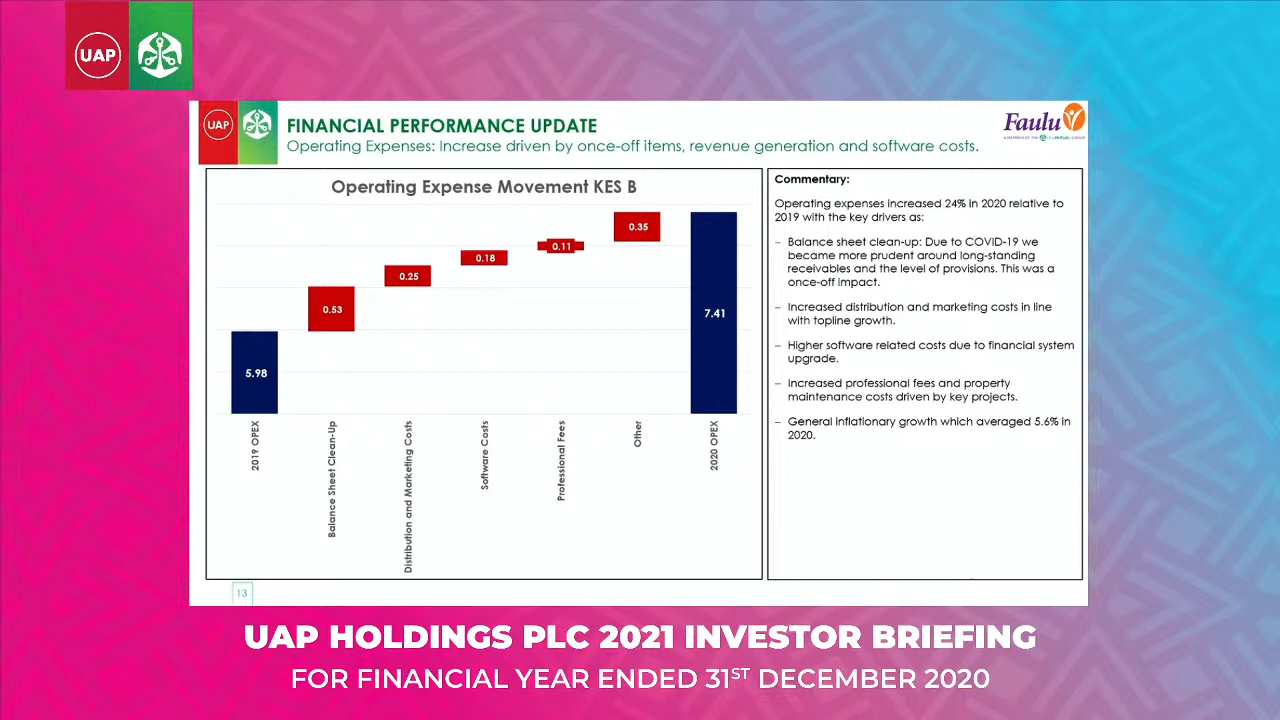 UAP
UAP
FINANCIAL PERFORMANCE UPDATE
Operating Expenses: Increase driven by once-off items, revenue generation and software costs.
Faulu
Operating Expense Movement KES B
5.98
0.53
0.25
0.18
0.11
0.35
7.41
2019 OPEX
Balance Sheet Clean-Up
Distribution and Marketing Costs
Software Costs
Professional Fees
Other
2020 OPEX
Commentary:
Operating expenses increased 24% in 2020 relative to
2019 with the key drivers as:
– Balance sheet clean-up: Due to COVID-19 we
became more prudent around long-standing
receivables and the level of provisions. This was a
once-off impact.
– Increased distribution and marketing costs in line
with topline growth.
– Higher software related costs due to financial system
upgrade.
– Increased professional fees and property
maintenance costs driven by key projects.
– General inflationary growth which averaged 5.6% in
2020.
13
UAP HOLDINGS PLC 2021 INVESTOR BRIEFING
FOR FINANCIAL YEAR ENDED 31ST DECEMBER 2020